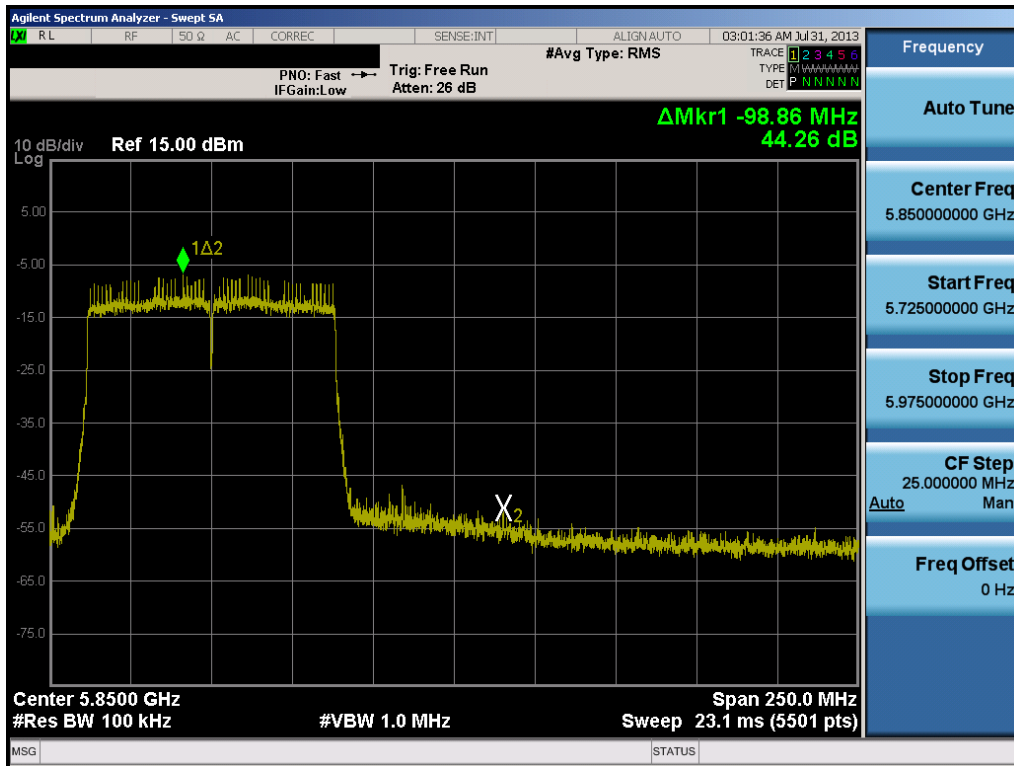 Agilent Spectrum Analyzer - Swept SA
LXI RL RF 50 Ω AC CORREC SENSE:INT ALIGN AUTO 03:01:36 AM Jul 31, 2013
PNO: Fast
IFGain:Low
Trig: Free Run
Atten: 26 dB
#Avg Type: RMS
TRACE 1 2 3 4 5 6
TYPE M W W W W W
DET P N N N N N
ΔMkr1 -98.86 MHz
44.26 dB
10 dB/div
Log
Ref 15.00 dBm
5.00
-5.00
-15.0
-25.0
-35.0
-45.0
-55.0
-65.0
-75.0
1Δ2
X2
Center 5.8500 GHz
#Res BW 100 kHz
#VBW 1.0 MHz
Span 250.0 MHz
Sweep 23.1 ms (5501 pts)
MSG
STATUS
Frequency
Auto Tune
Center Freq
5.850000000 GHz
Start Freq
5.725000000 GHz
Stop Freq
5.975000000 GHz
CF Step
25.000000 MHz
Auto Man
Freq Offset
0 Hz